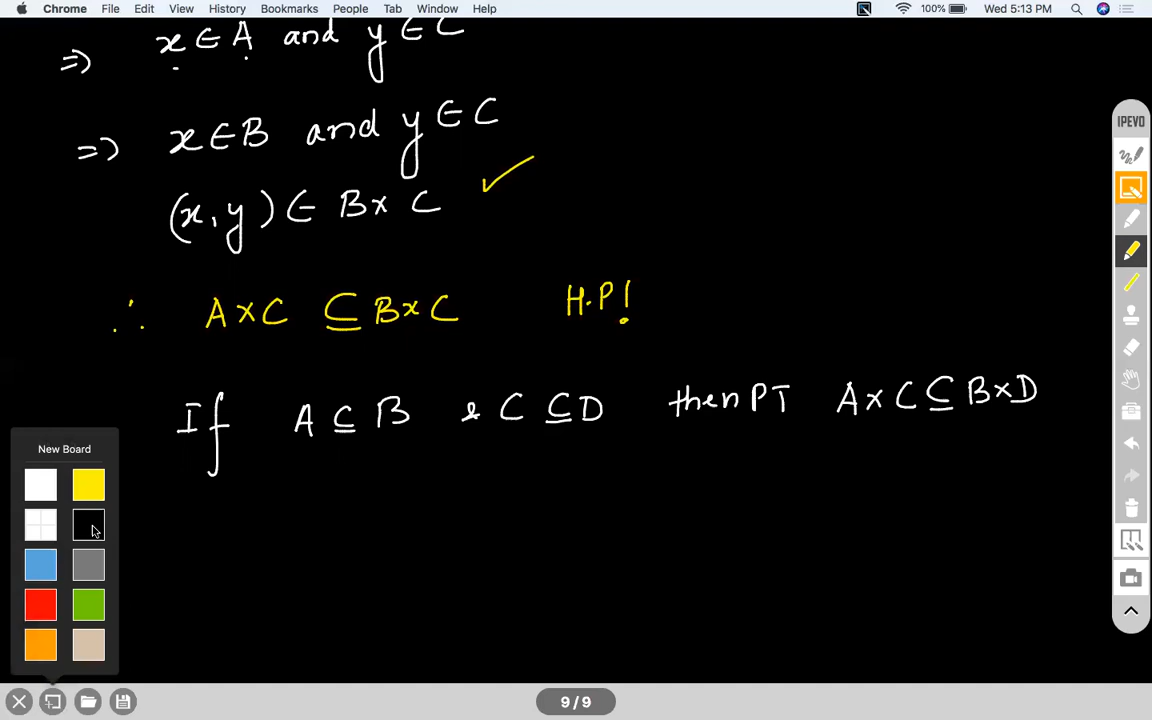 Chrome File Edit View History Bookmarks People Tab Window Help 100% Wed 5:13 PM
⇒ x ∈ A and y ∈ C
IPEVO
⇒ x ∈ B and y ∈ C
(x, y) ∈ B × C ✓
∴ A × C ⊆ B × C H.P!
If A ⊆ B & C ⊆ D then PT A × C ⊆ B × D
New Board
9 / 9